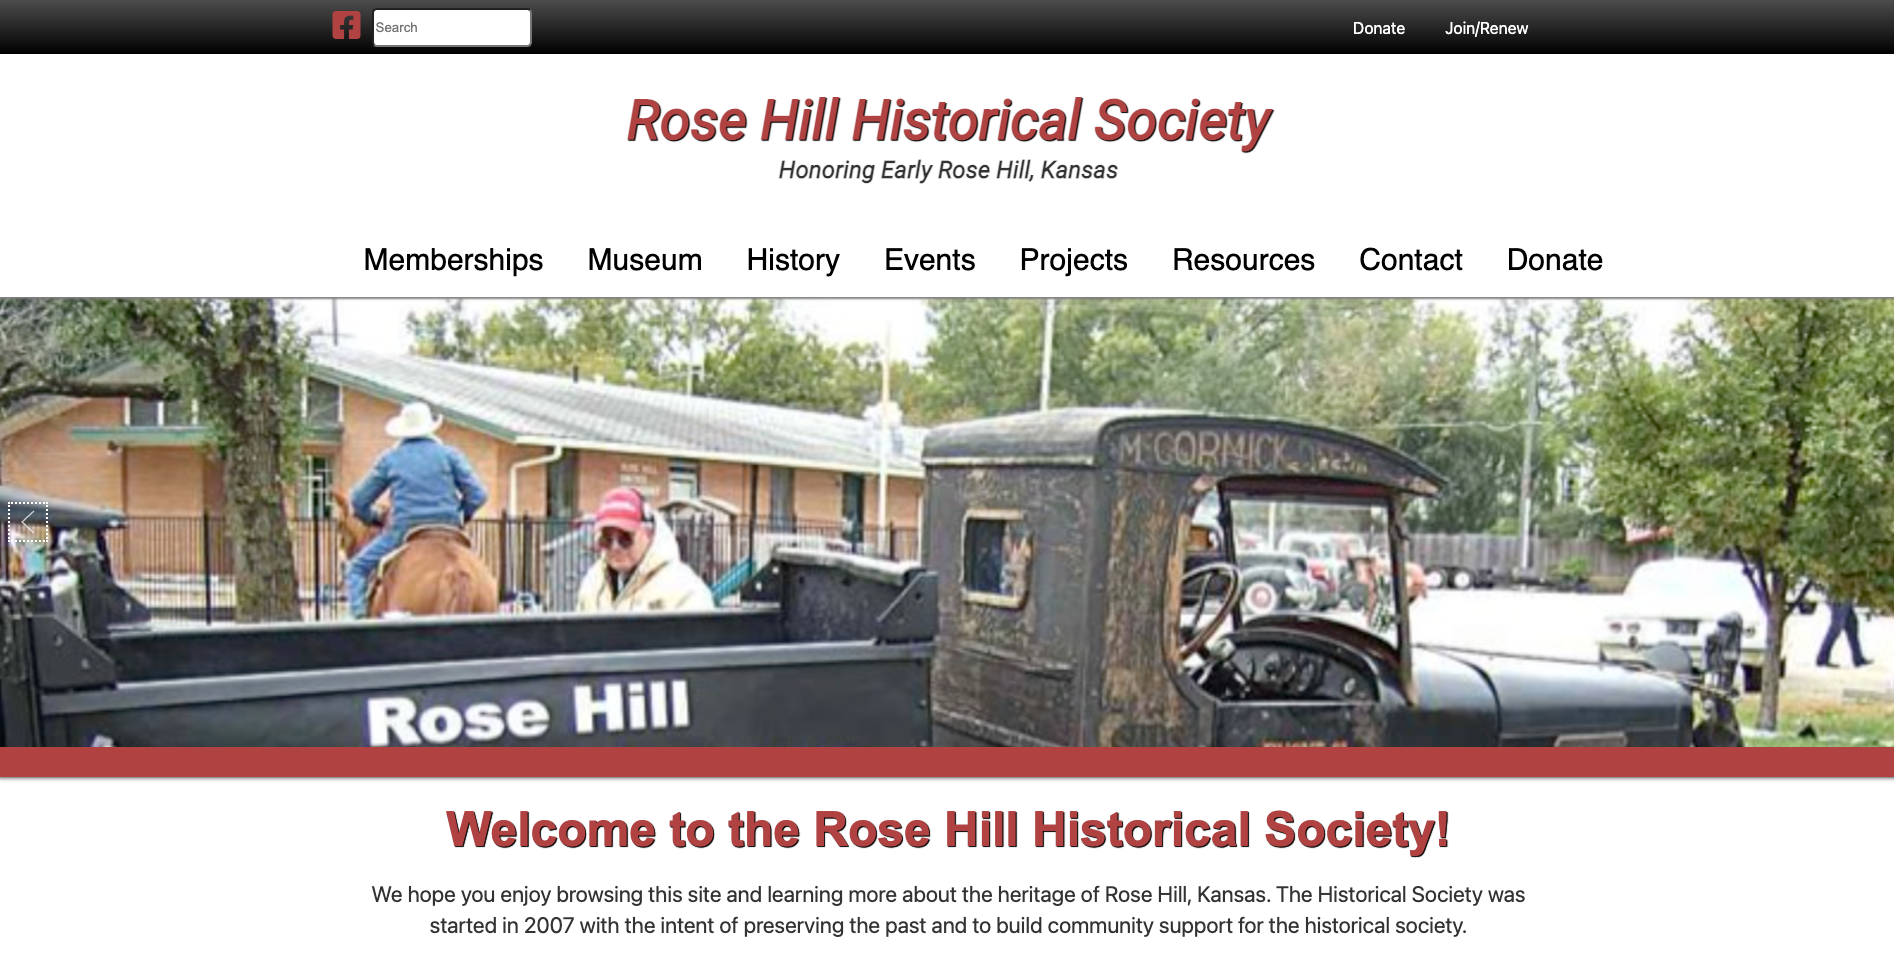 Search
Donate Join/Renew
Rose Hill Historical Society
Honoring Early Rose Hill, Kansas
Memberships Museum History Events Projects Resources Contact Donate
McCORMICK
Rose Hill
Welcome to the Rose Hill Historical Society!
We hope you enjoy browsing this site and learning more about the heritage of Rose Hill, Kansas. The Historical Society was
started in 2007 with the intent of preserving the past and to build community support for the historical society.